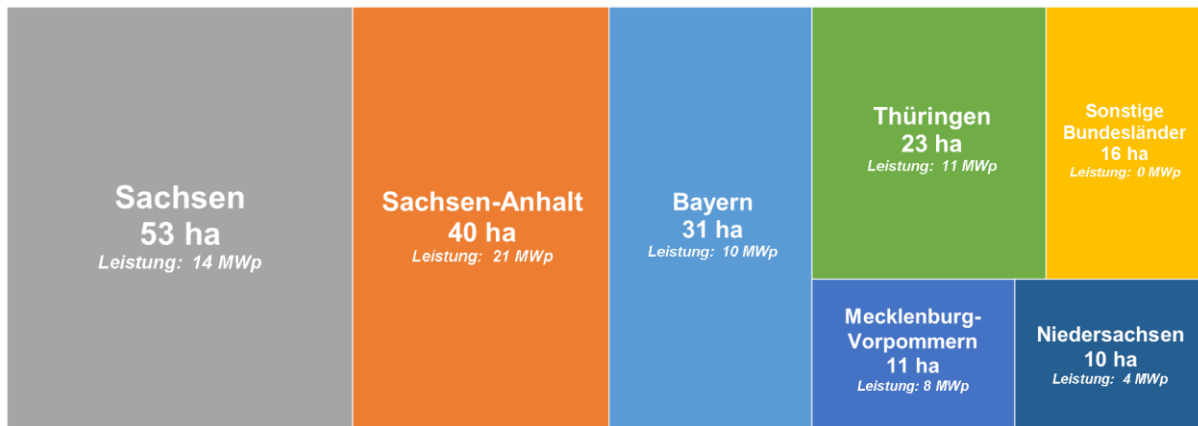 Sachsen
53 ha
Leistung: 14 MWp
Sachsen-Anhalt
40 ha
Leistung: 21 MWp
Bayern
31 ha
Leistung: 10 MWp
Thüringen
23 ha
Leistung: 11 MWp
Sonstige
Bundesländer
16 ha
Leistung: 0 MWp
Mecklenburg-
Vorpommern
11 ha
Leistung: 8 MWp
Niedersachsen
10 ha
Leistung: 4 MWp